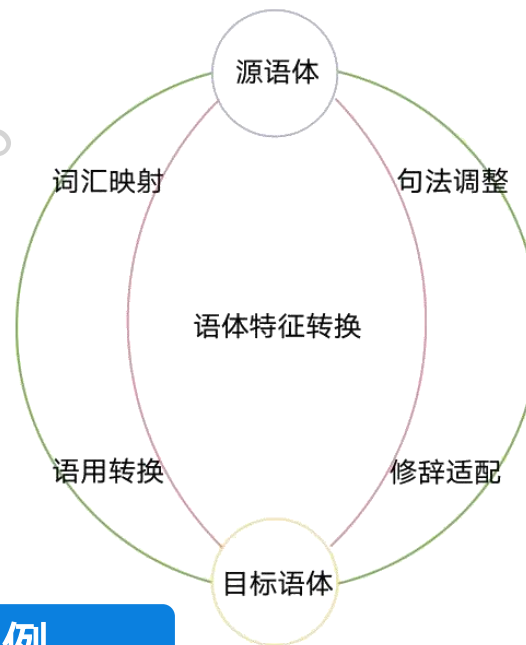 源语体
词汇映射
句法调整
语体特征转换
语用转换
修辞适配
目标语体
例